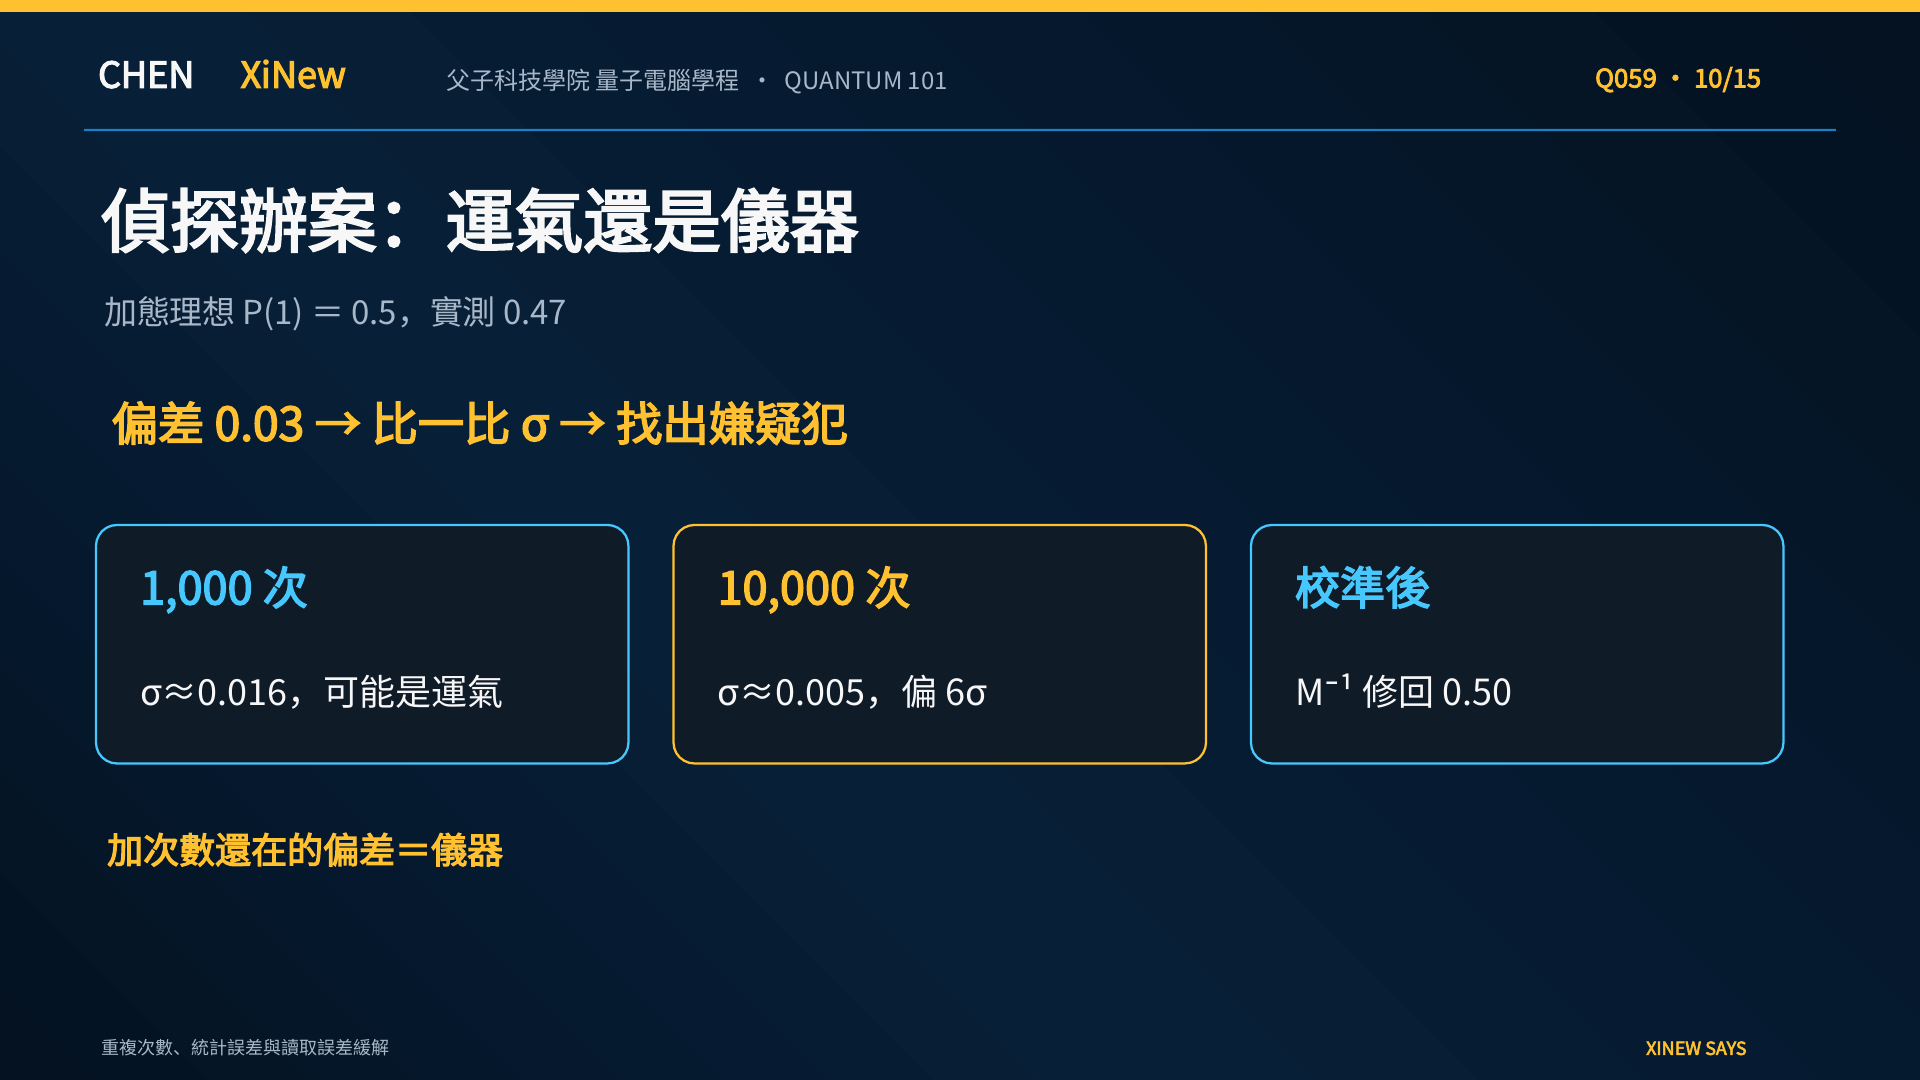 CHEN XiNew 父子科技學院 量子電腦學程 · QUANTUM 101 Q059 · 10/15
偵探辦案：運氣還是儀器
加態理想 P(1) ＝ 0.5，實測 0.47
偏差 0.03 → 比一比 σ → 找出嫌疑犯
1,000 次
σ≈0.016，可能是運氣
10,000 次
σ≈0.005，偏 6σ
校準後
M⁻¹ 修回 0.50
加次數還在的偏差＝儀器
重複次數、統計誤差與讀取誤差緩解
XINEW SAYS